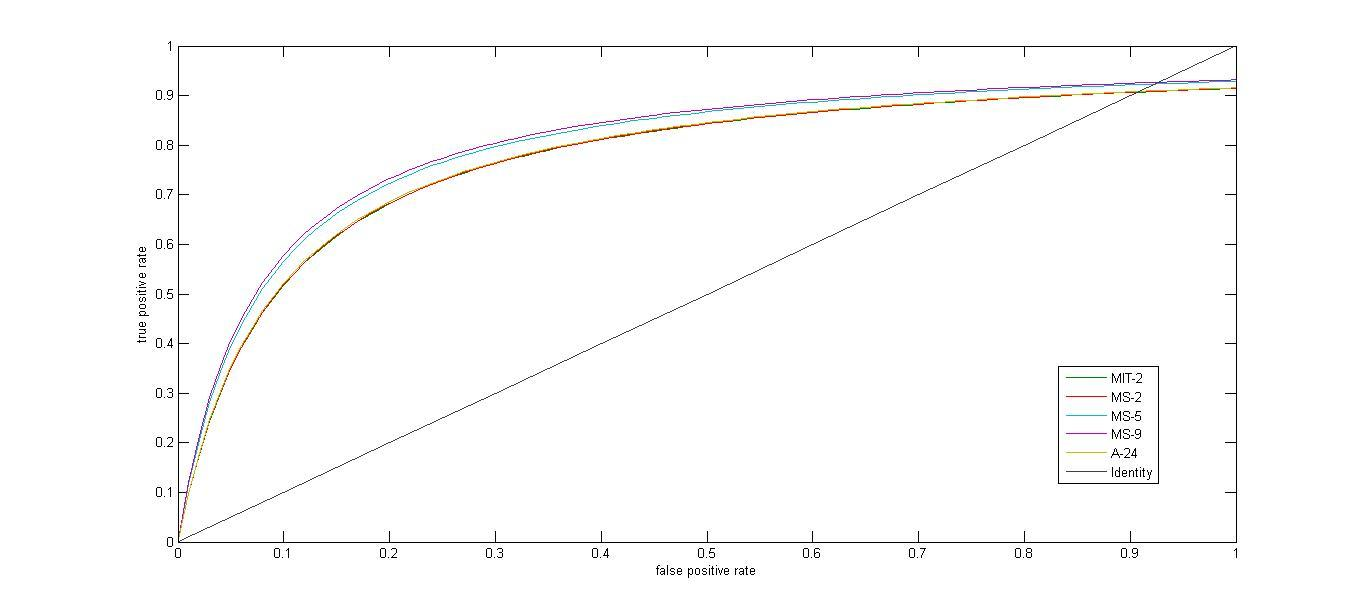 1
0.9
0.8
0.7
0.6
0.5
0.4
0.3
0.2
0.1
0
true positive rate
0 0.1 0.2 0.3 0.4 0.5 0.6 0.7 0.8 0.9 1
false positive rate
MIT-2
MS-2
MS-5
MS-9
A-24
Identity